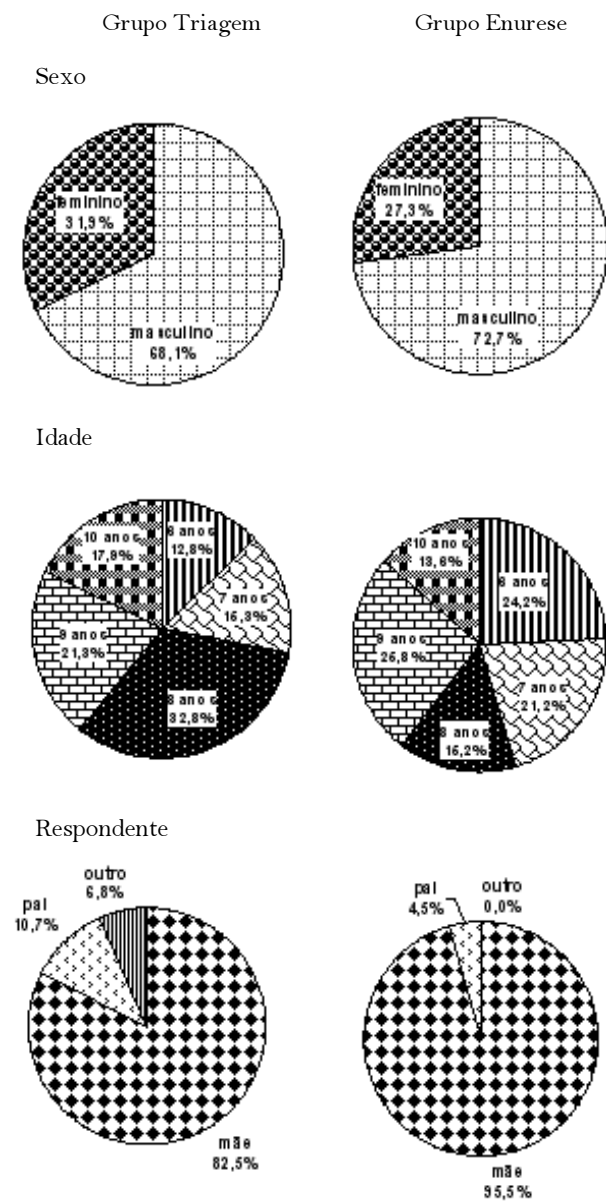 Grupo Triagem Grupo Enurese
Sexo
feminino
31,9%
masculino
68,1%
feminino
27,3%
masculino
72,7%
Idade
10 anos
17,9%
6 anos
12,8%
7 anos
15,3%
9 anos
21,3%
8 anos
32,8%
10 anos
13,6%
6 anos
24,2%
9 anos
25,8%
7 anos
21,2%
8 anos
15,2%
Respondente
outro
6,8%
pai
10,7%
mãe
82,5%
pai
4,5%
outro
0,0%
mãe
95,5%